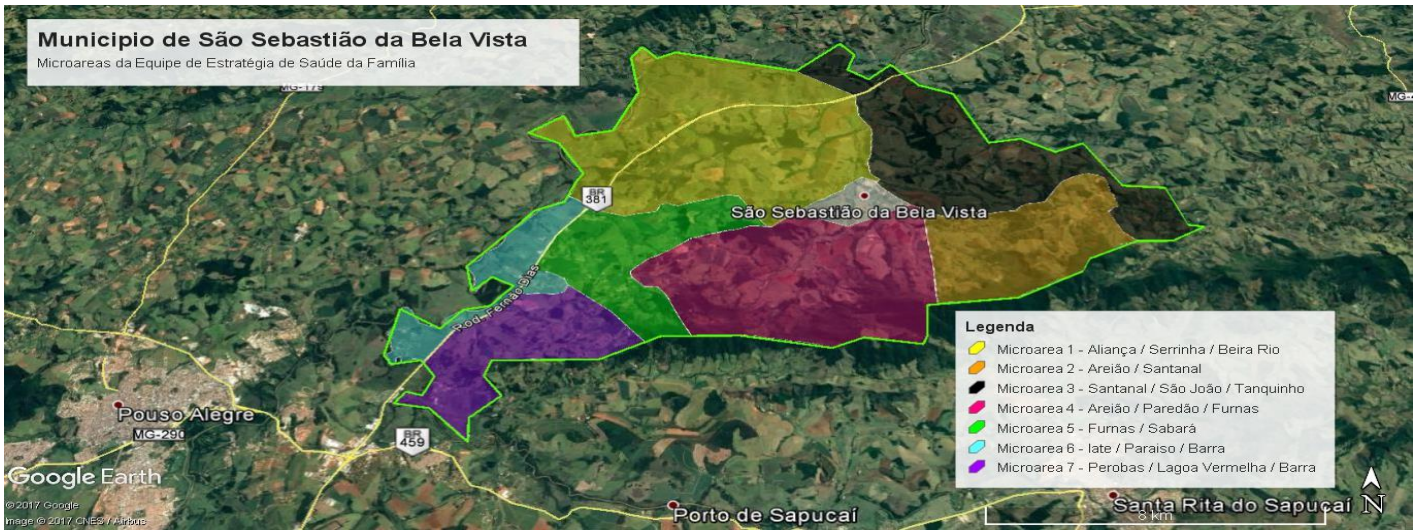 Municipio de São Sebastião da Bela Vista
Microareas da Equipe de Estratégia de Saúde da Família
BR
381
São Sebastião da Bela Vista
Rod. Fernão Dias
Legenda
Microarea 1 - Aliança / Serrinha / Beira Rio
Microarea 2 - Areião / Santanal
Microarea 3 - Santanal / São João / Tanquinho
Microarea 4 - Areião / Paredão / Furnas
Microarea 5 - Furnas / Sabará
Microarea 6 - Iate / Paraiso / Barra
Microarea 7 - Perobas / Lagoa Vermelha / Barra
Pouso Alegre
MG-290
BR
459
Google Earth
© 2017 Google
Image © 2017 CNES / Airbus
Porto de Sapucaí
Santa Rita do Sapucaí
N
8 km